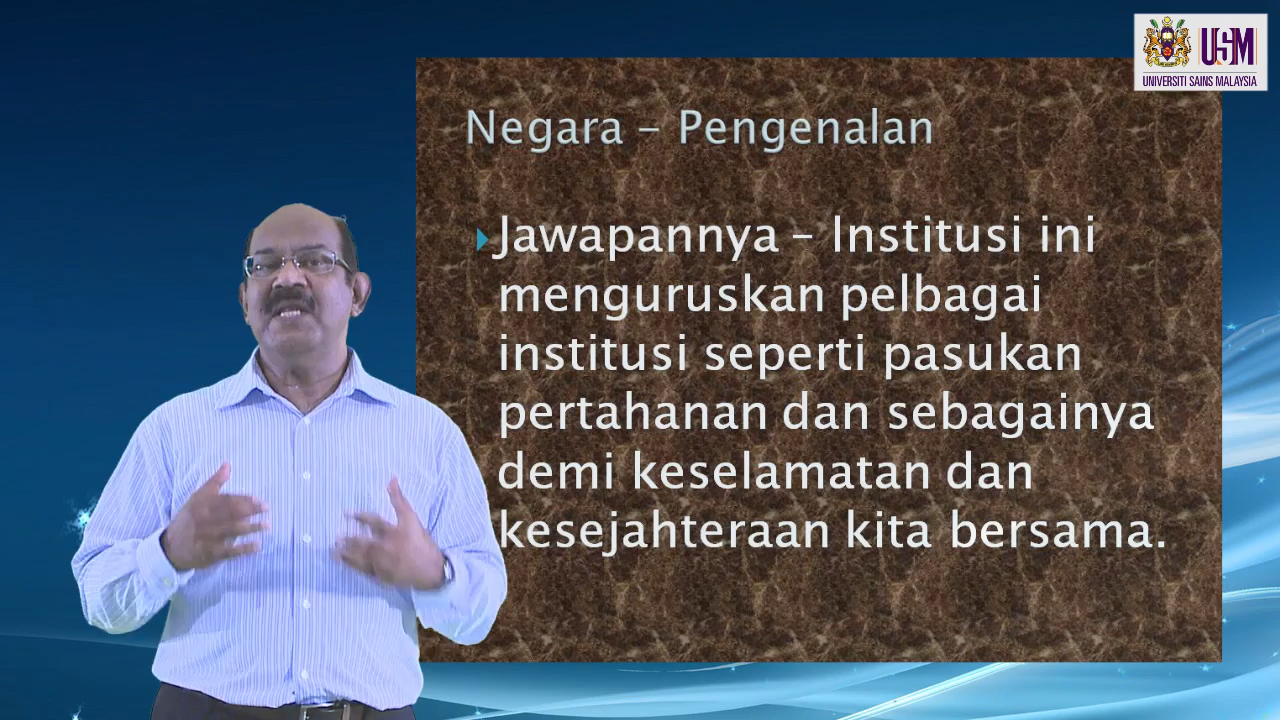 USM
UNIVERSITI SAINS MALAYSIA
Negara – Pengenalan
Jawapannya – Institusi ini
menguruskan pelbagai
institusi seperti pasukan
pertahanan dan sebagainya
demi keselamatan dan
kesejahteraan kita bersama.